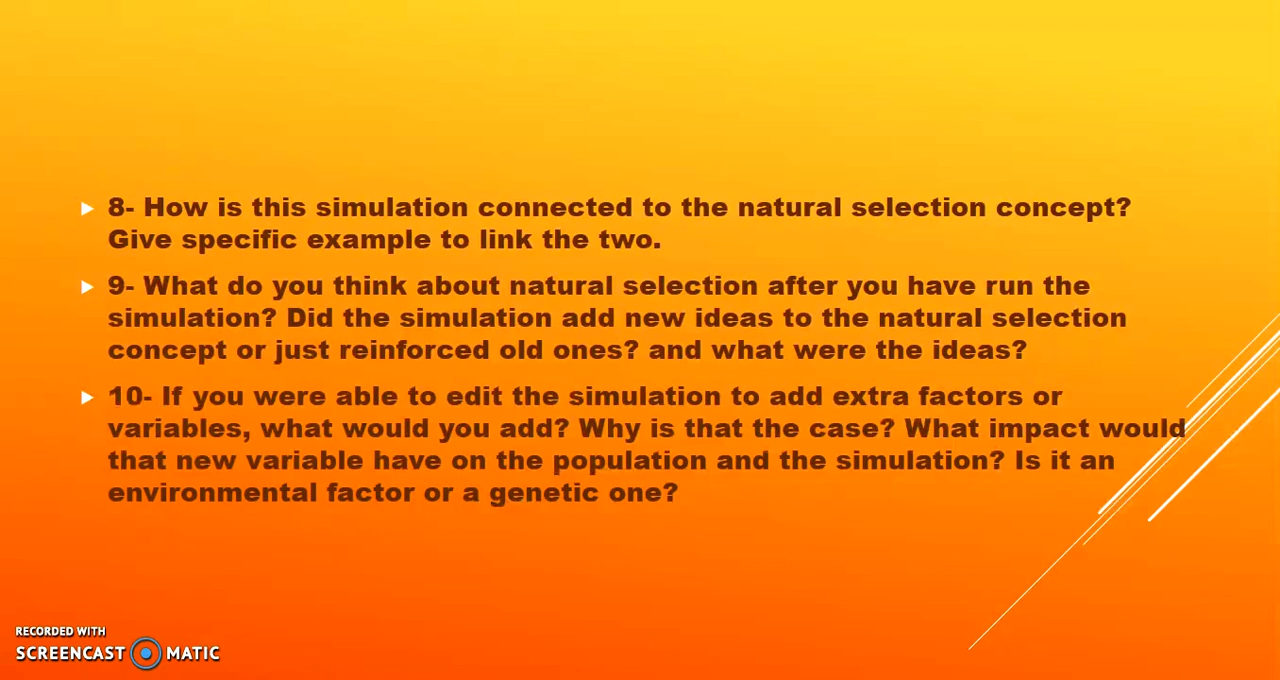 8- How is this simulation connected to the natural selection concept?
Give specific example to link the two.
9- What do you think about natural selection after you have run the
simulation? Did the simulation add new ideas to the natural selection
concept or just reinforced old ones? and what were the ideas?
10- If you were able to edit the simulation to add extra factors or
variables, what would you add? Why is that the case? What impact would
that new variable have on the population and the simulation? Is it an
environmental factor or a genetic one?
RECORDED WITH
SCREENCAST MATIC